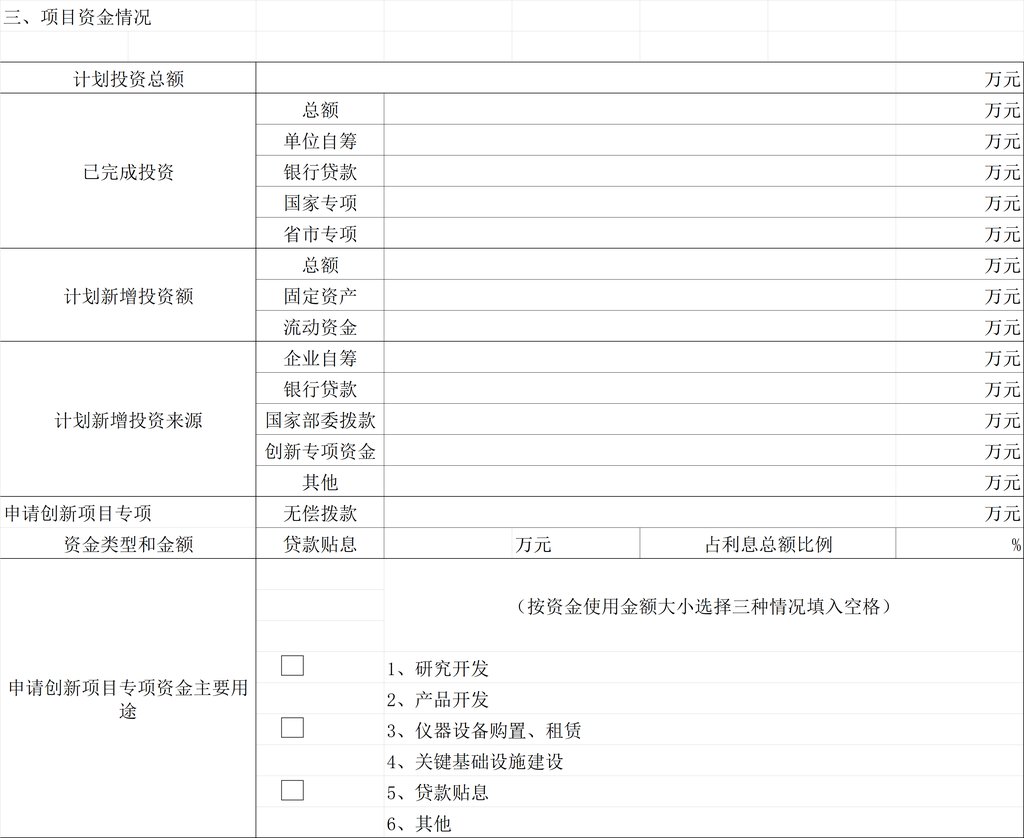 三、项目资金情况
计划投资总额 万元
已完成投资 总额 万元
单位自筹 万元
银行贷款 万元
国家专项 万元
省市专项 万元
计划新增投资额 总额 万元
固定资产 万元
流动资金 万元
计划新增投资来源 企业自筹 万元
银行贷款 万元
国家部委拨款 万元
创新专项资金 万元
其他 万元
申请创新项目专项 无偿拨款 万元
资金类型和金额 贷款贴息 万元 占利息总额比例 %
申请创新项目专项资金主要用
途
（按资金使用金额大小选择三种情况填入空格）
1、研究开发
2、产品开发
3、仪器设备购置、租赁
4、关键基础设施建设
5、贷款贴息
6、其他